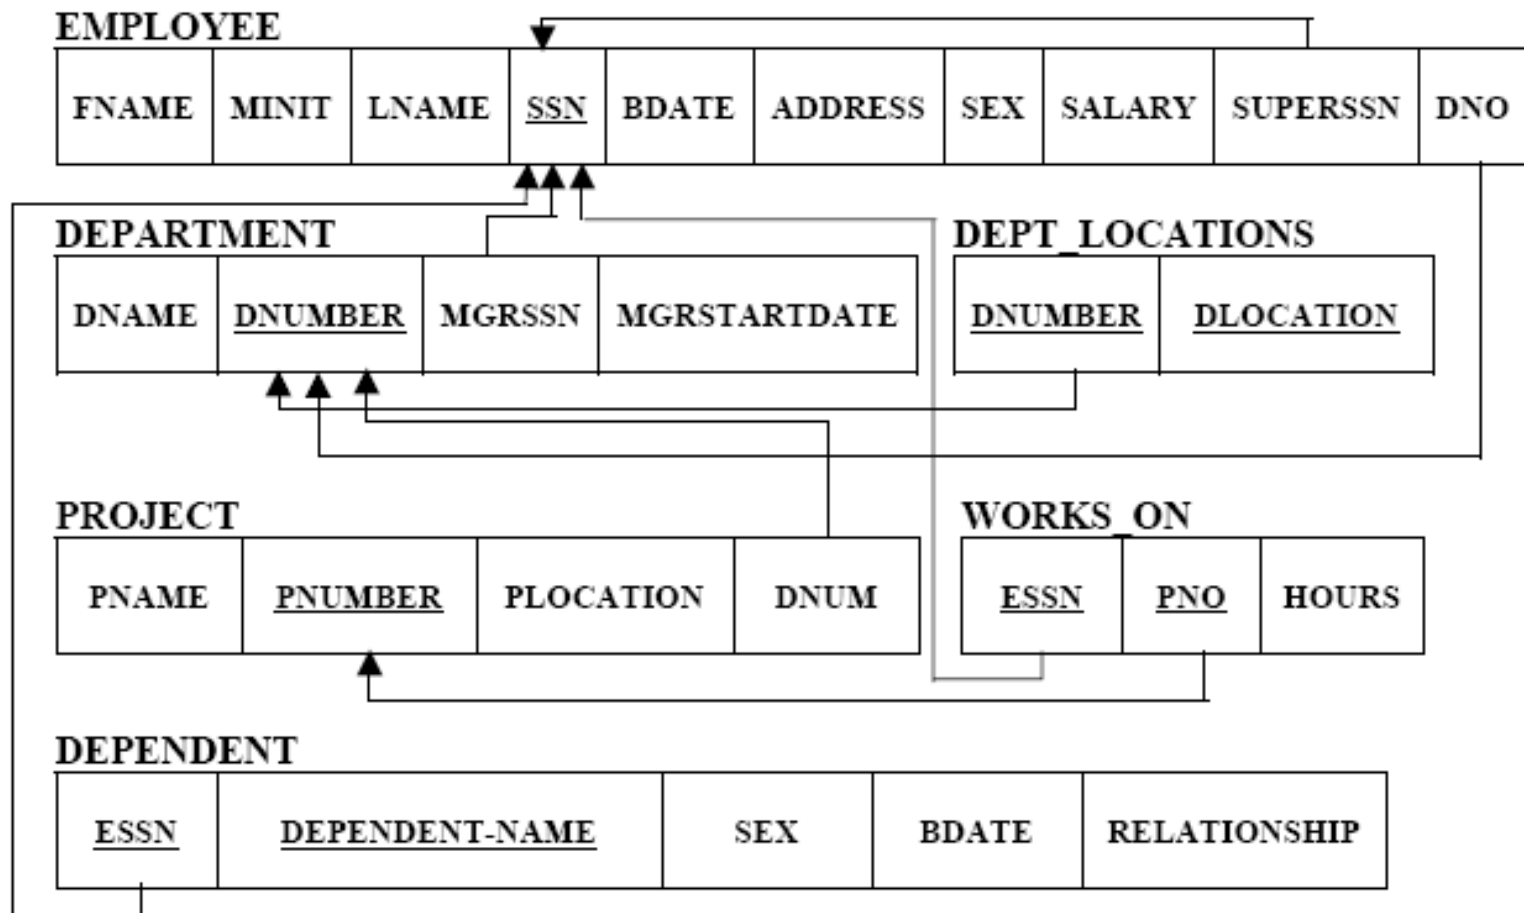 EMPLOYEE
FNAME MINIT LNAME SSN BDATE ADDRESS SEX SALARY SUPERSSN DNO
DEPARTMENT DEPT_LOCATIONS
DNAME DNUMBER MGRSSN MGRSTARTDATE DNUMBER DLOCATION
PROJECT WORKS_ON
PNAME PNUMBER PLOCATION DNUM ESSN PNO HOURS
DEPENDENT
ESSN DEPENDENT-NAME SEX BDATE RELATIONSHIP